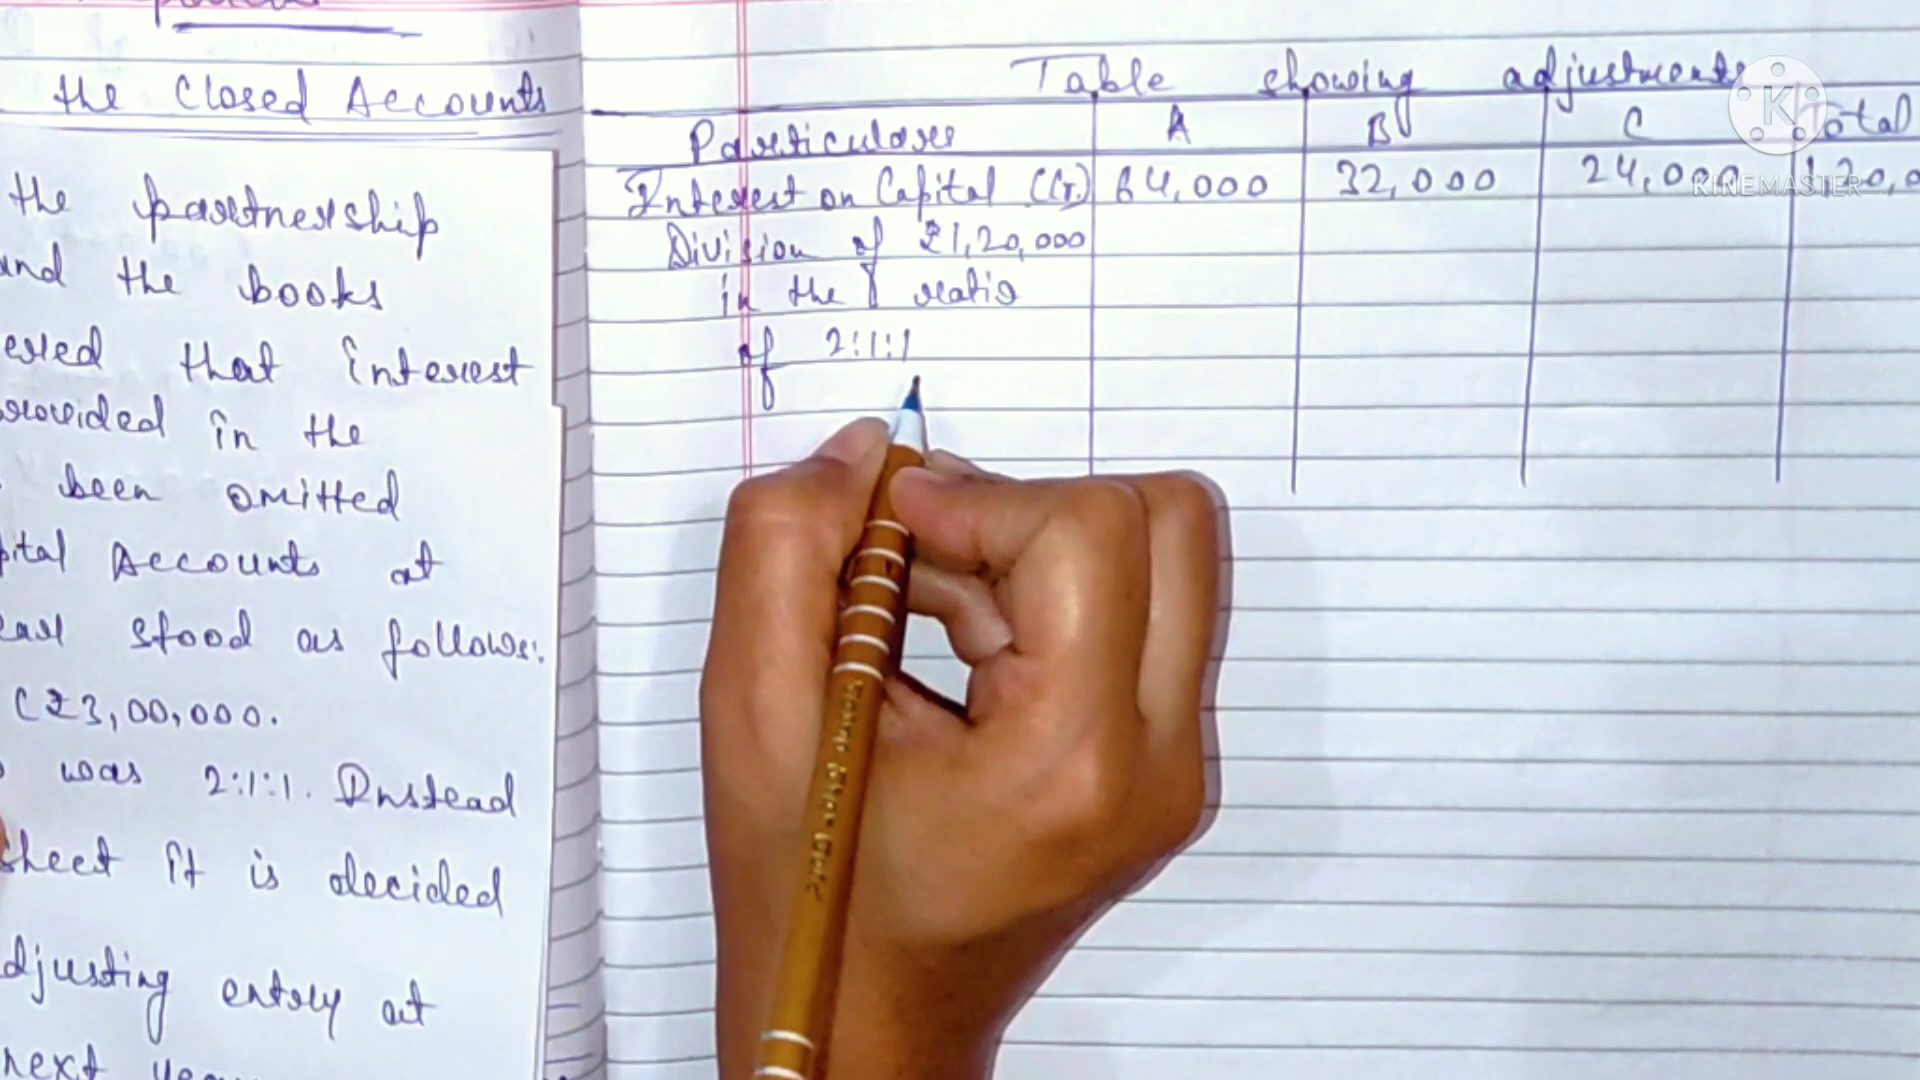 the Closed Accounts
the partnership
and the books
ered that interest
rovided in the
been omitted
pital Accounts at
ear stood as follows:
C ₹3,00,000.
was 2:1:1. Instead
sheet it is decided
djusting entry at
next
Table showing adjustments
Particulars A B C Total
Interest on Capital (Cr.) 64,000 32,000 24,000 1,20,0
Division of ₹1,20,000
in the ratio
of 2:1:1
KINEMASTER